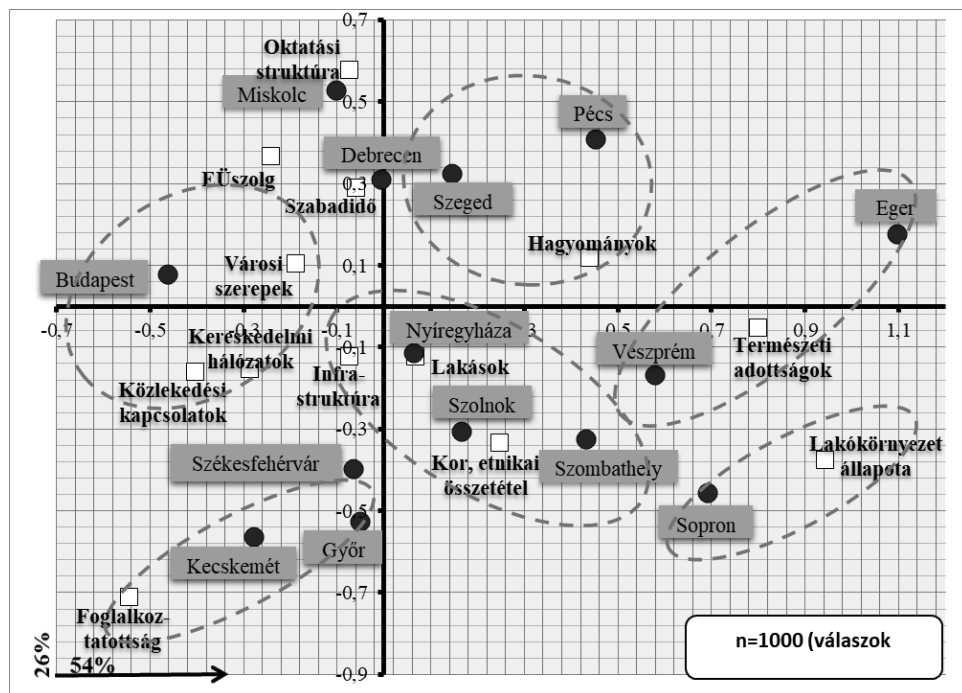 0,7
Oktatási
struktúra
Miskolc
0,5
Pécs
Debrecen
FÜszolg
0,3
Szabadidő
Szeged
Eger
Hagyományok
Városi
szerepek
0,1
Budapest
-0,7 -0,5 -0,3 -0,1 0,3 0,5 0,7 0,9 1,1
Kereskedelmi
hálózatok
-0,1
Nyíregyháza
Veszprém
Természeti
adottságok
Közlekedési
kapcsolatok
Infra-
struktúra
Lakások
Szolnok
-0,3
Lakókörnyezet
állapota
Székesfehérvár
Kor, etnikai
összetétel
Szombathely
-0,5
Sopron
Győr
Kecskemét
Foglalkoz-
tatottság
-0,7
n=1000 (válaszok
26%
54%
-0,9